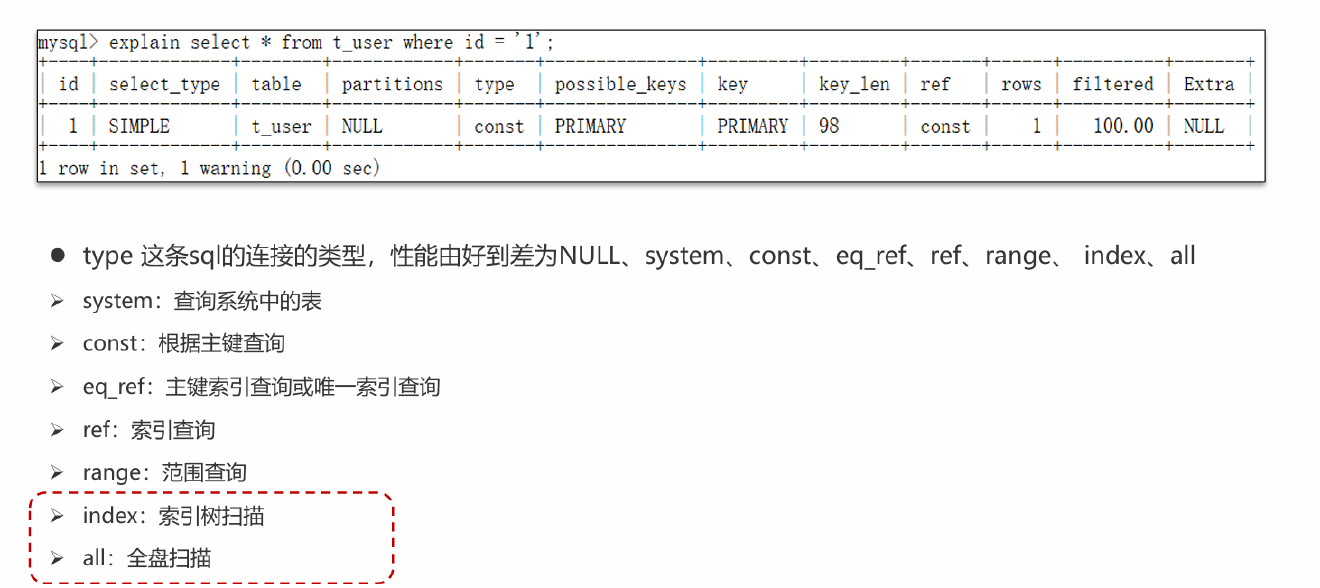 mysql> explain select * from t_user where id = '1';
| id | select_type | table | partitions | type | possible_keys | key | key_len | ref | rows | filtered | Extra |
| 1 | SIMPLE | t_user | NULL | const | PRIMARY | PRIMARY | 98 | const | 1 | 100.00 | NULL |
1 row in set, 1 warning (0.00 sec)
● type 这条sql的连接的类型，性能由好到差为NULL、system、const、eq_ref、ref、range、 index、all
➢ system：查询系统中的表
➢ const：根据主键查询
➢ eq_ref：主键索引查询或唯一索引查询
➢ ref：索引查询
➢ range：范围查询
➢ index：索引树扫描
➢ all：全盘扫描